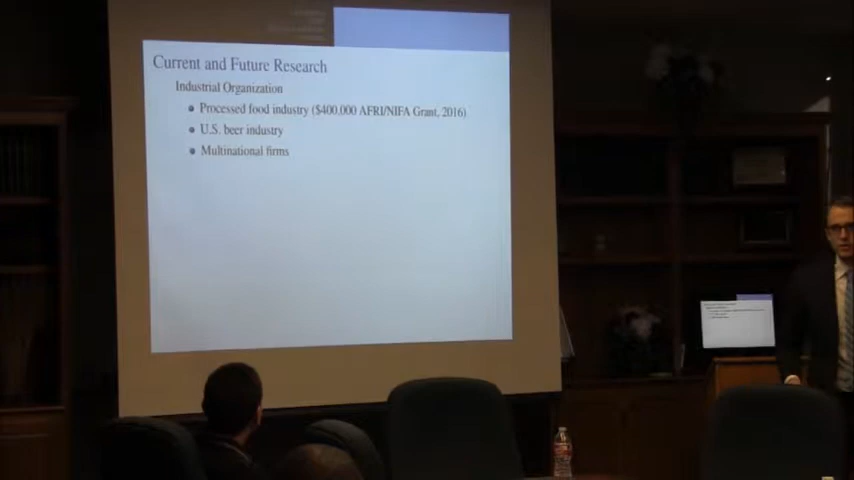 Current and Future Research
Industrial Organization
Processed food industry ($400,000 AFRI/NIFA Grant, 2016)
U.S. beer industry
Multinational firms